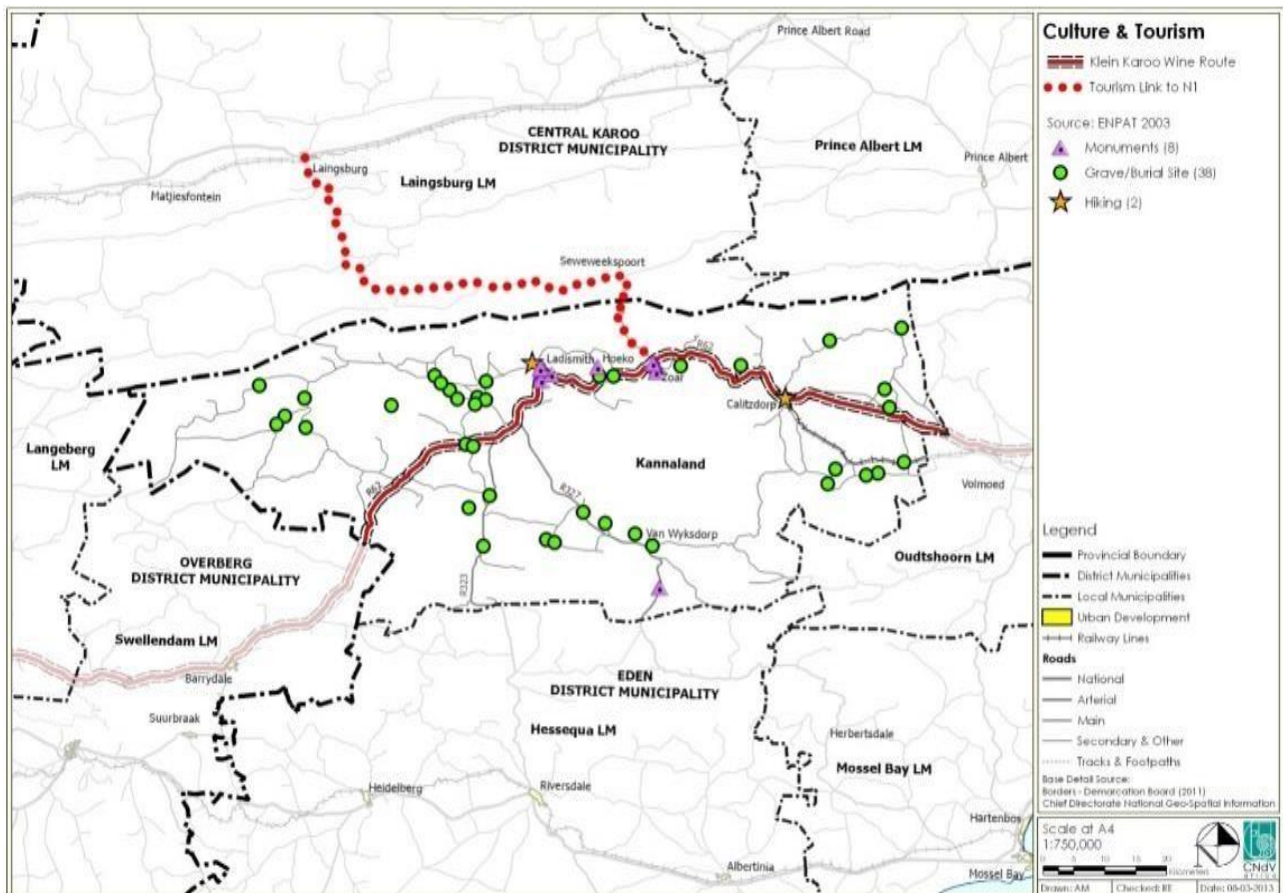 Prince Albert Road
CENTRAL KAROO
DISTRICT MUNICIPALITY
Prince Albert LM
Prince Albert
Laingsburg
Laingsburg LM
Matjiesfontein
Seweweekspoort
R62
Ladismith
Hoeko
Zoar
Calitzdorp
Langeberg
LM
Kannaland
R62
R327
Volmoed
Van Wyksdorp
OVERBERG
DISTRICT MUNICIPALITY
Oudtshoorn LM
R323
Swellendam LM
Barrydale
EDEN
DISTRICT MUNICIPALITY
Suurbraak
Hessequa LM
Herbertsdale
Mossel Bay LM
Heidelberg
Riversdale
Hartenbos
Albertinia
Mossel Bay
Culture & Tourism
Klein Karoo Wine Route
Tourism Link to N1
Source: ENPAT 2003
Monuments (8)
Grave/Burial Site (38)
Hiking (2)
Legend
Provincial Boundary
District Municipalities
Local Municipalities
Urban Development
Railway Lines
Roads
National
Arterial
Main
Secondary & Other
Tracks & Footpaths
Base Detail Source:
Borders - Demarcation Board (2011)
Chief Directorate National Geo-Spatial Information
Scale at A4
1:750,000
0 5 10 20
Kilometers
N
CNdV
Drawn: AM
Checked: RE